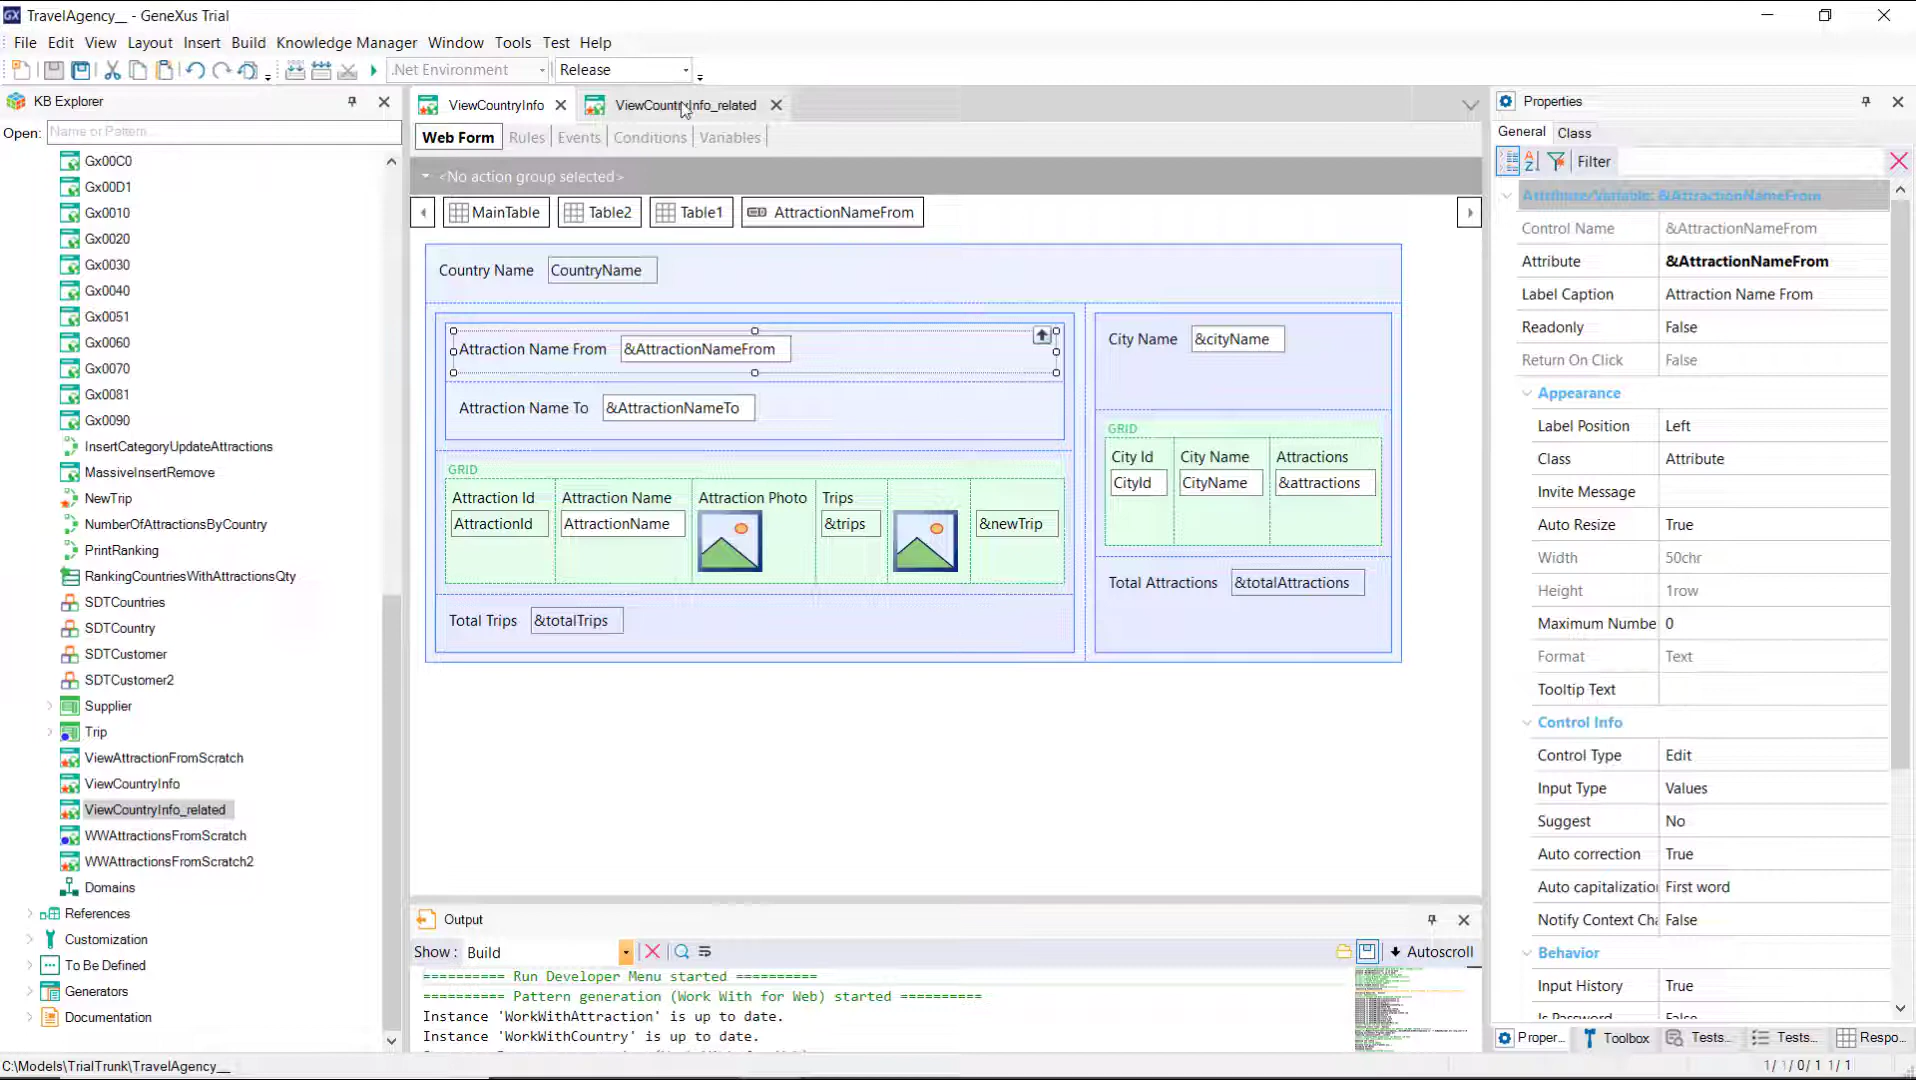 TravelAgency__ - GeneXus Trial
File Edit View Layout Insert Build Knowledge Manager Window Tools Test Help
.Net Environment Release
KB Explorer
Open: Name or Pattern...
Gx00C0
Gx00D1
Gx0010
Gx0020
Gx0030
Gx0040
Gx0051
Gx0060
Gx0070
Gx0081
Gx0090
InsertCategoryUpdateAttractions
MassiveInsertRemove
NewTrip
NumberOfAttractionsByCountry
PrintRanking
RankingCountriesWithAttractionsQty
SDTCountries
SDTCountry
SDTCustomer
SDTCustomer2
Supplier
Trip
ViewAttractionFromScratch
ViewCountryInfo
ViewCountryInfo_related
WWAttractionsFromScratch
WWAttractionsFromScratch2
Domains
References
Customization
To Be Defined
Generators
Documentation
ViewCountryInfo ViewCountryInfo_related
Web Form Rules Events Conditions Variables
<No action group selected>
MainTable Table2 Table1 AttractionNameFrom
Country Name CountryName
Attraction Name From &AttractionNameFrom
Attraction Name To &AttractionNameTo
GRID
Attraction Id Attraction Name Attraction Photo Trips
AttractionId AttractionName &trips &newTrip
Total Trips &totalTrips
City Name &cityName
GRID
City Id City Name Attractions
CityId CityName &attractions
Total Attractions &totalAttractions
Output
Show : Build Autoscroll
========== Run Developer Menu started ==========
========== Pattern generation (Work With for Web) started ==========
Instance 'WorkWithAttraction' is up to date.
Instance 'WorkWithCountry' is up to date.
Properties
General Class
Filter
Attribute/Variable: &AttractionNameFrom
Control Name &AttractionNameFrom
Attribute &AttractionNameFrom
Label Caption Attraction Name From
Readonly False
Return On Click False
Appearance
Label Position Left
Class Attribute
Invite Message
Auto Resize True
Width 50chr
Height 1row
Maximum Numbe 0
Format Text
Tooltip Text
Control Info
Control Type Edit
Input Type Values
Suggest No
Auto correction True
Auto capitalization First word
Notify Context Cha False
Behavior
Input History True
Is Password False
Proper... Toolbox Tests... Tests... Respo...
C:\Models\TrialTrunk\TravelAgency__ 1/ 1/ 0/ 1 1/ 1